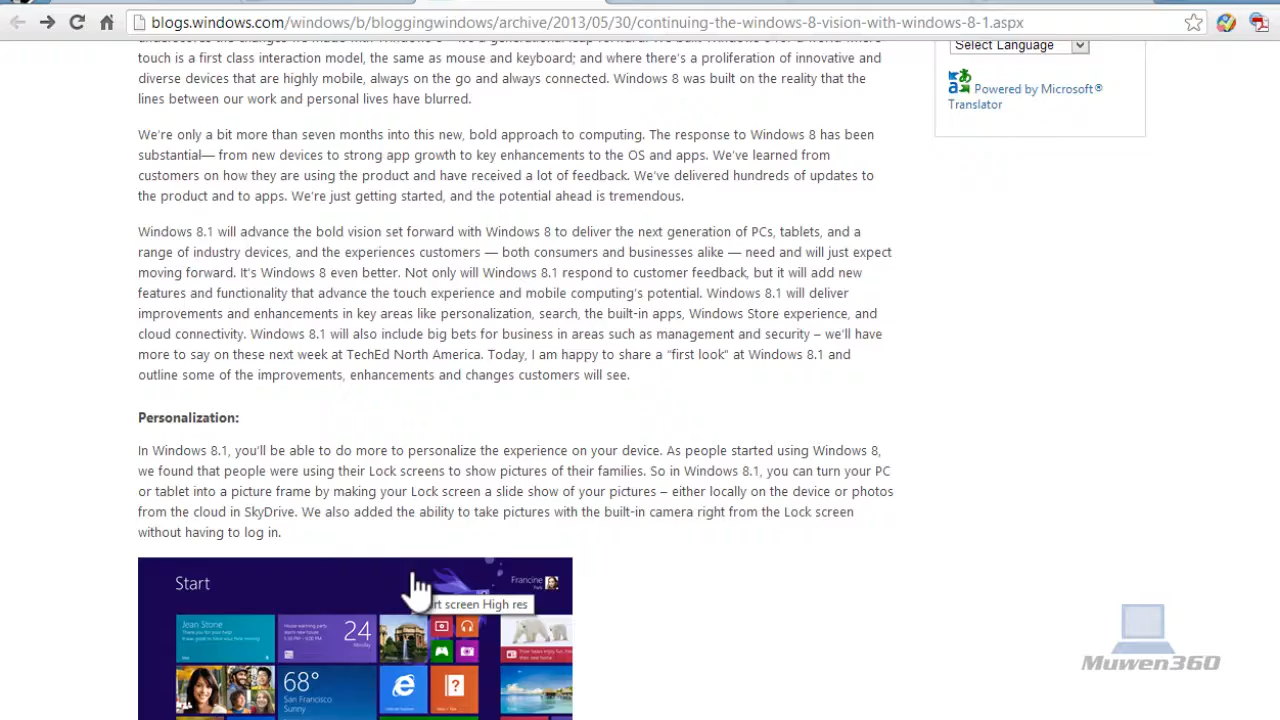 blogs.windows.com/windows/b/bloggingwindows/archive/2013/05/30/continuing-the-windows-8-vision-with-windows-8-1.aspx
Select Language
Powered by Microsoft®
Translator
touch is a first class interaction model, the same as mouse and keyboard; and where there's a proliferation of innovative and
diverse devices that are highly mobile, always on the go and always connected. Windows 8 was built on the reality that the
lines between our work and personal lives have blurred.
We're only a bit more than seven months into this new, bold approach to computing. The response to Windows 8 has been
substantial— from new devices to strong app growth to key enhancements to the OS and apps. We've learned from
customers on how they are using the product and have received a lot of feedback. We've delivered hundreds of updates to
the product and to apps. We're just getting started, and the potential ahead is tremendous.
Windows 8.1 will advance the bold vision set forward with Windows 8 to deliver the next generation of PCs, tablets, and a
range of industry devices, and the experiences customers — both consumers and businesses alike — need and will just expect
moving forward. It's Windows 8 even better. Not only will Windows 8.1 respond to customer feedback, but it will add new
features and functionality that advance the touch experience and mobile computing's potential. Windows 8.1 will deliver
improvements and enhancements in key areas like personalization, search, the built-in apps, Windows Store experience, and
cloud connectivity. Windows 8.1 will also include big bets for business in areas such as management and security – we'll have
more to say on these next week at TechEd North America. Today, I am happy to share a "first look" at Windows 8.1 and
outline some of the improvements, enhancements and changes customers will see.
Personalization:
In Windows 8.1, you'll be able to do more to personalize the experience on your device. As people started using Windows 8,
we found that people were using their Lock screens to show pictures of their families. So in Windows 8.1, you can turn your PC
or tablet into a picture frame by making your Lock screen a slide show of your pictures – either locally on the device or photos
from the cloud in SkyDrive. We also added the ability to take pictures with the built-in camera right from the Lock screen
without having to log in.
Start
Francine
screen High res
Jean Stone
24
Monday
68°
San Francisco
Sunny
Muwen360